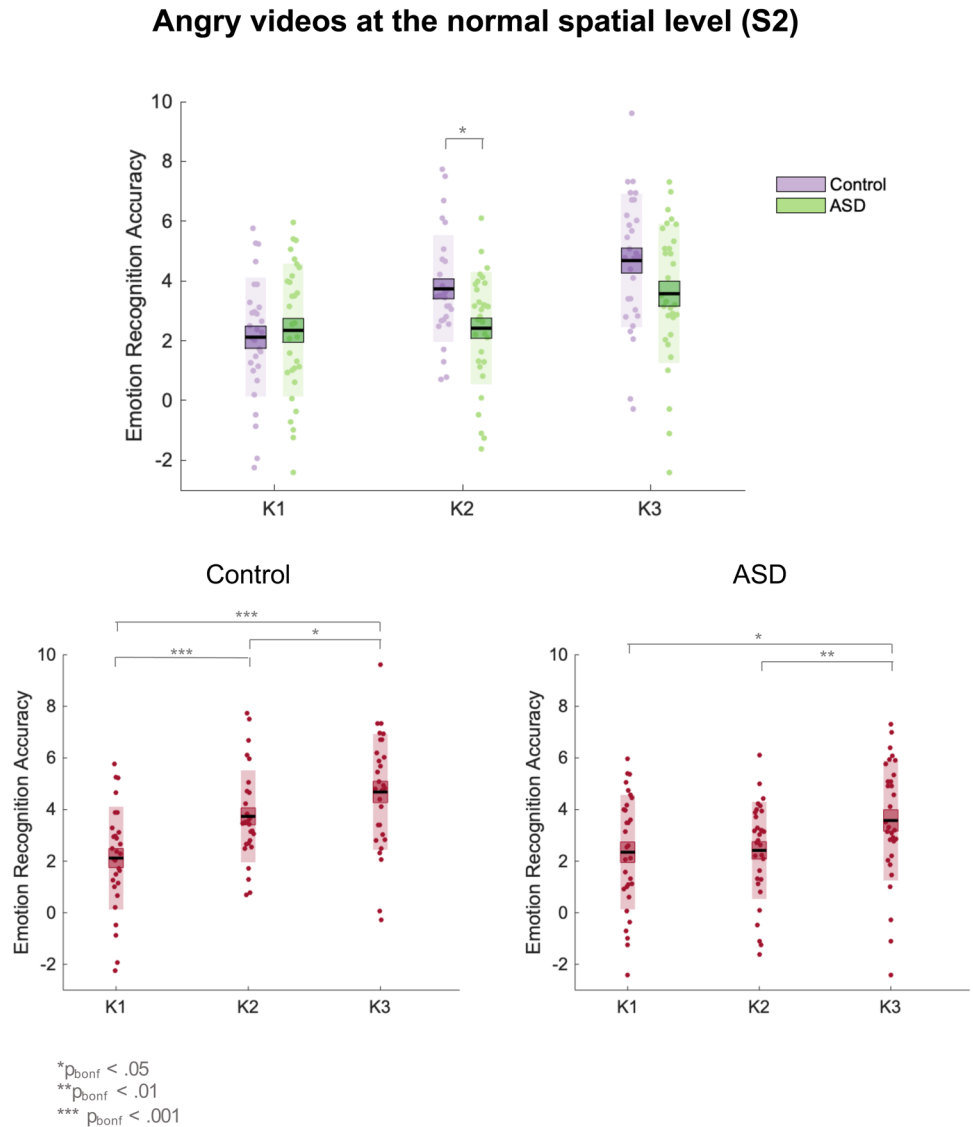 Angry videos at the normal spatial level (S2)
Emotion Recognition Accuracy
10
8
6
4
2
0
-2
*
K1
K2
K3
Control
ASD
Control
***
***
*
Emotion Recognition Accuracy
10
8
6
4
2
0
-2
K1
K2
K3
ASD
*
**
Emotion Recognition Accuracy
10
8
6
4
2
0
-2
K1
K2
K3
*pbonf < .05
**pbonf < .01
*** pbonf < .001